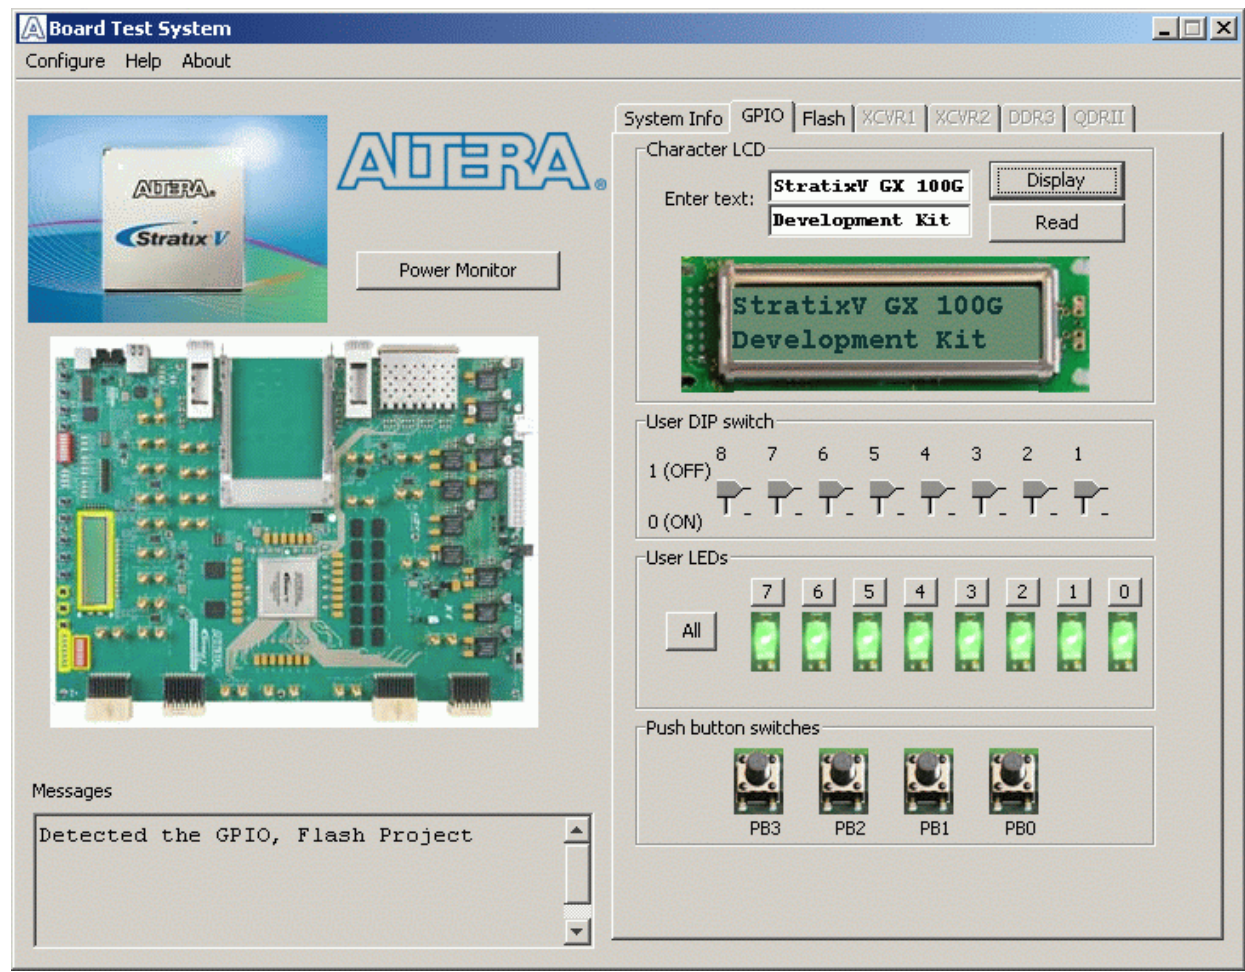 Board Test System
Configure Help About
ALTERA®
Stratix V
ALTERA®
Power Monitor
System Info GPIO Flash XCVR1 XCVR2 DDR3 QDRII
Character LCD
Enter text:
StratixV GX 100G
Development Kit
Display
Read
StratixV GX 100G
Development Kit
User DIP switch
8 7 6 5 4 3 2 1
1 (OFF)
0 (ON)
User LEDs
7 6 5 4 3 2 1 0
All
Push button switches
PB3 PB2 PB1 PB0
Messages
Detected the GPIO, Flash Project